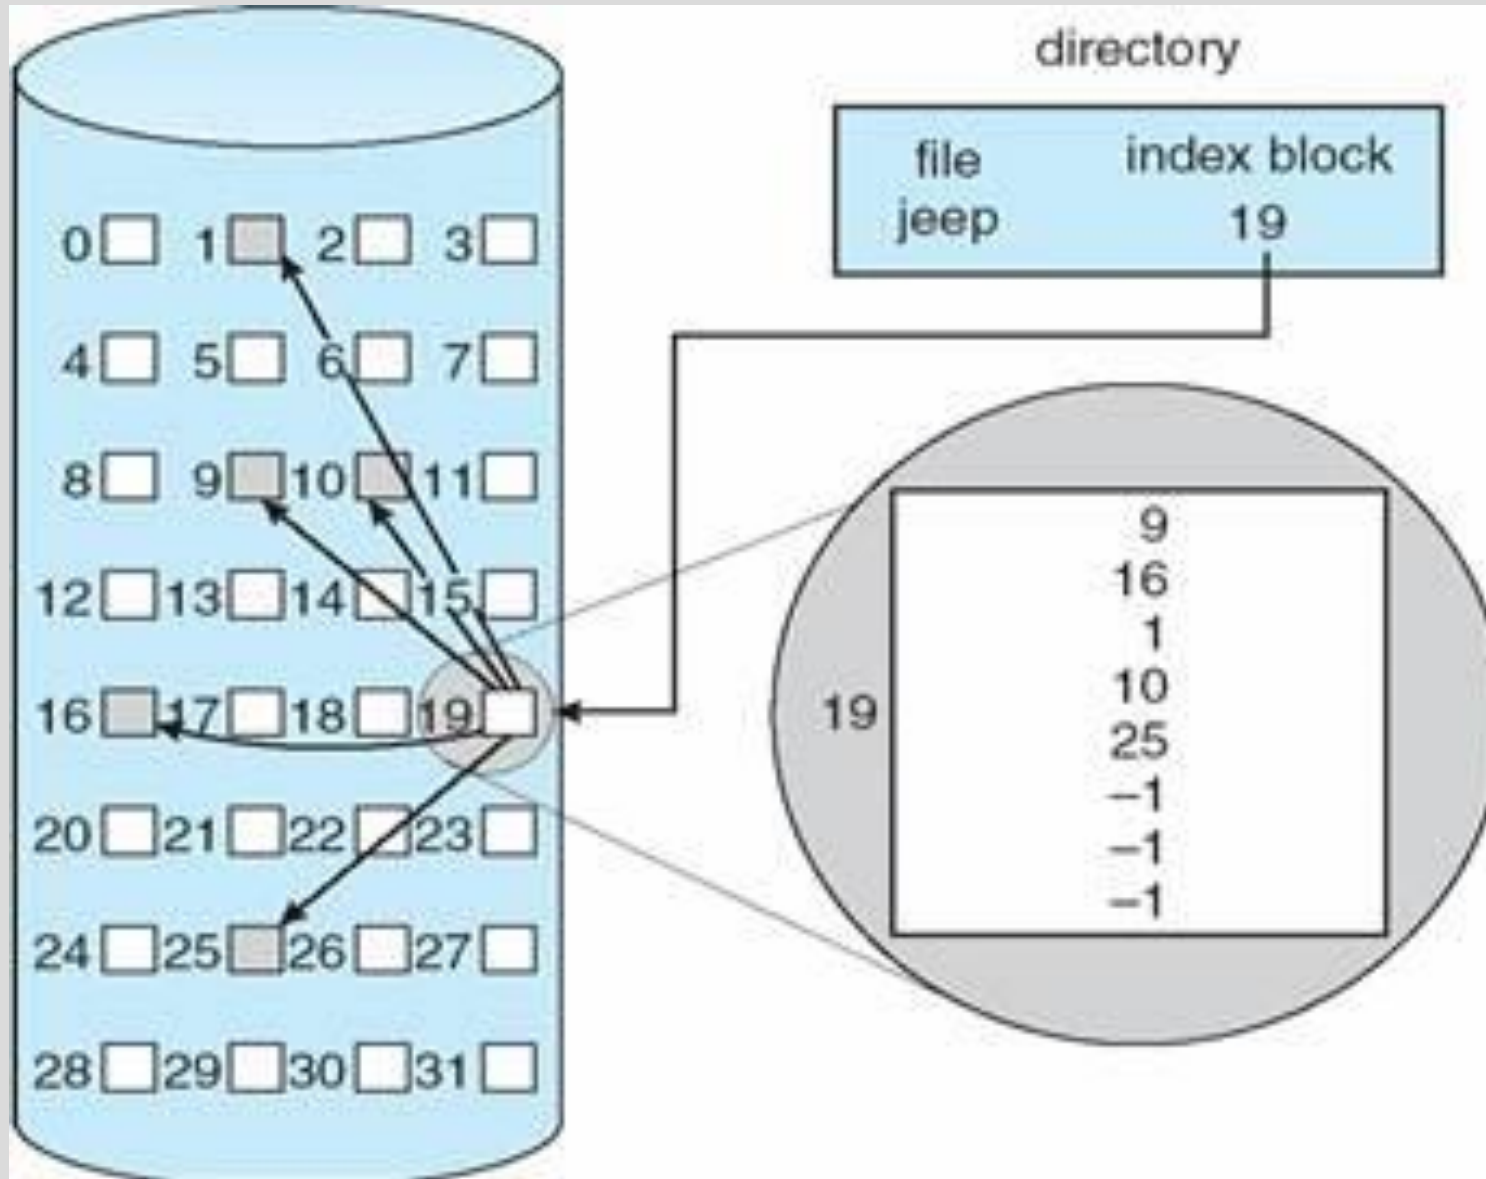 directory
file index block
jeep 19
0 1 2 3
4 5 6 7
8 9 10 11
12 13 14 15
16 17 18 19
20 21 22 23
24 25 26 27
28 29 30 31
19
9
16
1
10
25
–1
–1
–1